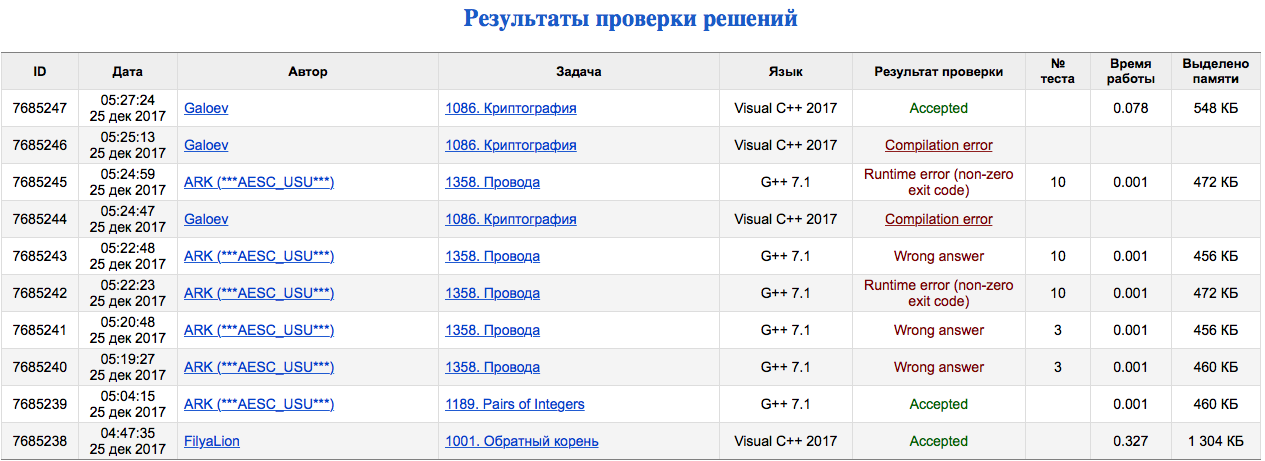 Результаты проверки решений
ID Дата Автор Задача Язык Результат проверки № теста Время работы Выделено памяти
7685247 05:27:24 25 дек 2017 Galoev 1086. Криптография Visual C++ 2017 Accepted 0.078 548 КБ
7685246 05:25:13 25 дек 2017 Galoev 1086. Криптография Visual C++ 2017 Compilation error
7685245 05:24:59 25 дек 2017 ARK (***AESC_USU***) 1358. Провода G++ 7.1 Runtime error (non-zero exit code) 10 0.001 472 КБ
7685244 05:24:47 25 дек 2017 Galoev 1086. Криптография Visual C++ 2017 Compilation error
7685243 05:22:48 25 дек 2017 ARK (***AESC_USU***) 1358. Провода G++ 7.1 Wrong answer 10 0.001 456 КБ
7685242 05:22:23 25 дек 2017 ARK (***AESC_USU***) 1358. Провода G++ 7.1 Runtime error (non-zero exit code) 10 0.001 472 КБ
7685241 05:20:48 25 дек 2017 ARK (***AESC_USU***) 1358. Провода G++ 7.1 Wrong answer 3 0.001 456 КБ
7685240 05:19:27 25 дек 2017 ARK (***AESC_USU***) 1358. Провода G++ 7.1 Wrong answer 3 0.001 460 КБ
7685239 05:04:15 25 дек 2017 ARK (***AESC_USU***) 1189. Pairs of Integers G++ 7.1 Accepted 0.001 460 КБ
7685238 04:47:35 25 дек 2017 FilyaLion 1001. Обратный корень Visual C++ 2017 Accepted 0.327 1 304 КБ